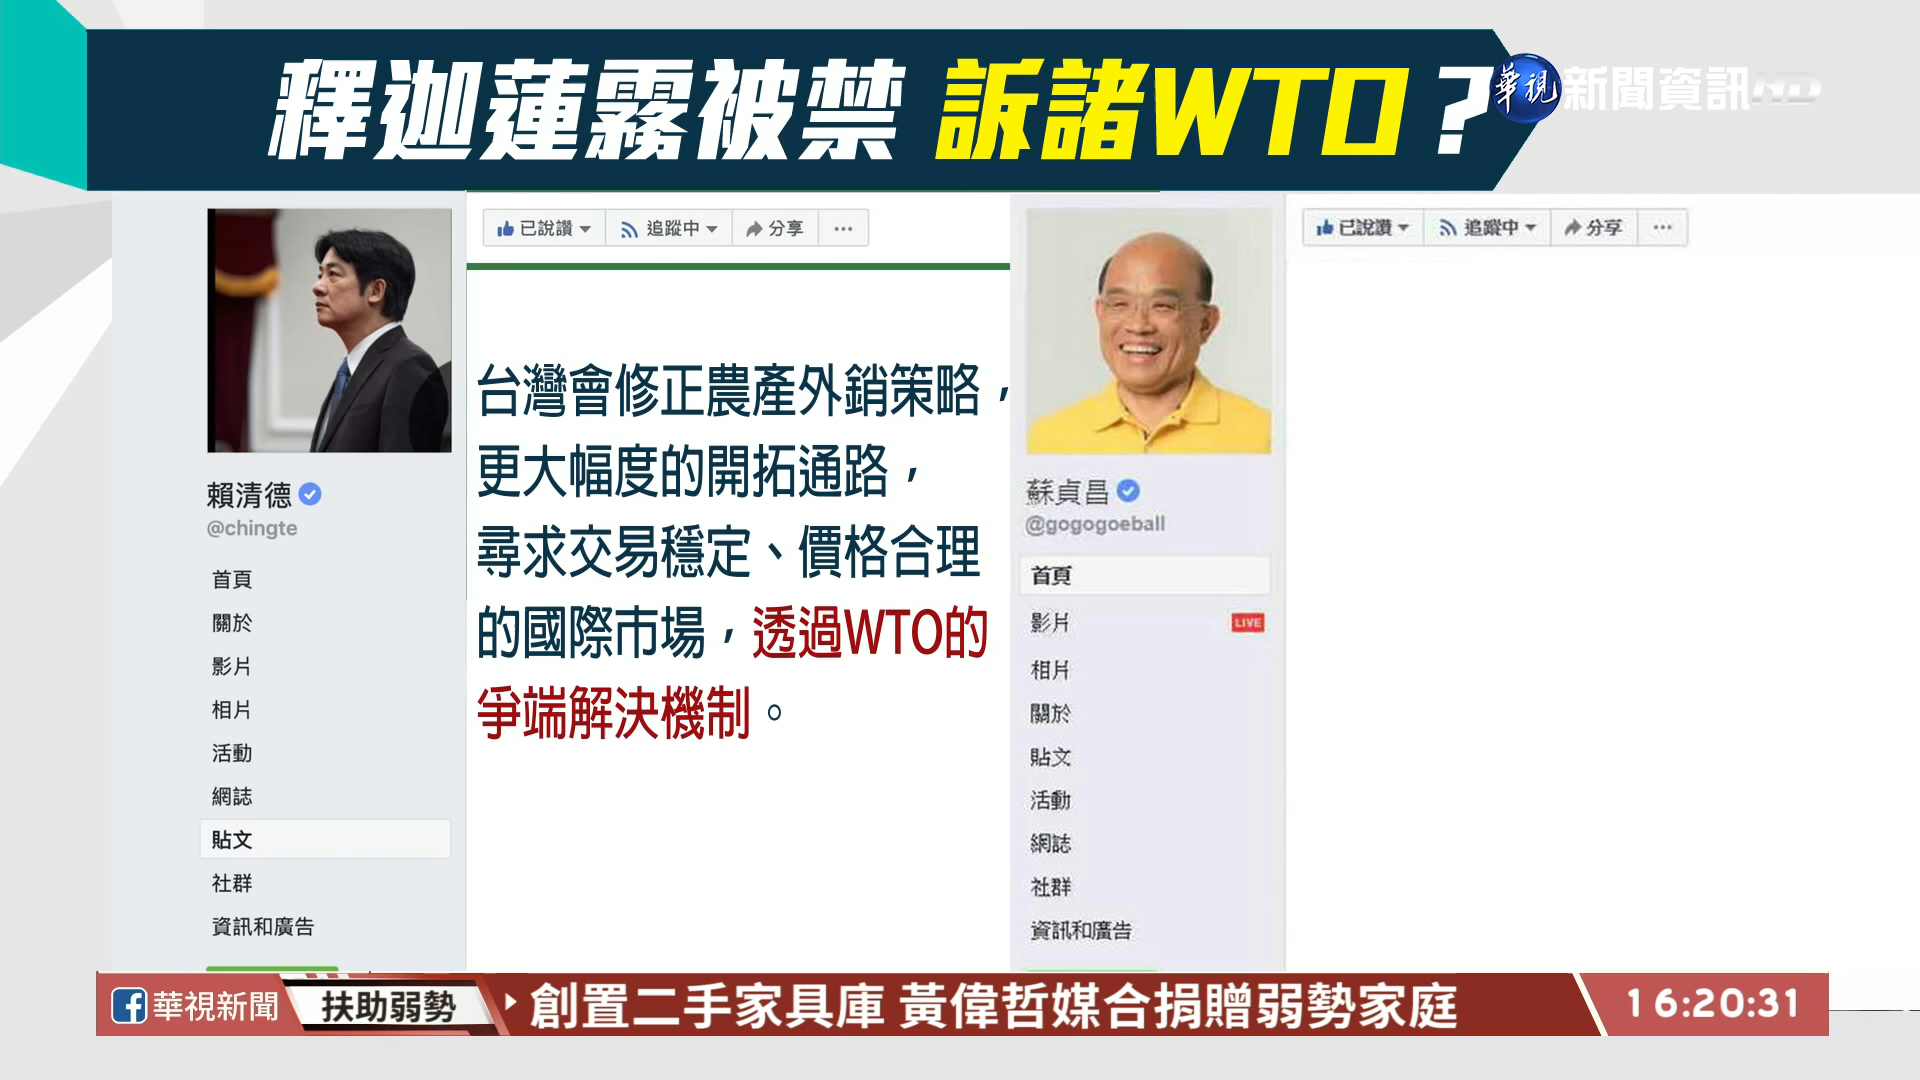 釋迦蓮霧被禁 訴諸WTO？
華視 新聞資訊HD
已說讚 追蹤中 分享 ...
賴清德
@chingte
首頁
關於
影片
相片
活動
網誌
貼文
社群
資訊和廣告
台灣會修正農產外銷策略，
更大幅度的開拓通路，
尋求交易穩定、價格合理
的國際市場，透過WTO的
爭端解決機制。
已說讚 追蹤中 分享 ...
蘇貞昌
@gogogoeball
首頁
影片 LIVE
相片
關於
貼文
活動
網誌
社群
資訊和廣告
華視新聞 扶助弱勢 創置二手家具庫 黃偉哲媒合捐贈弱勢家庭 16:20:31